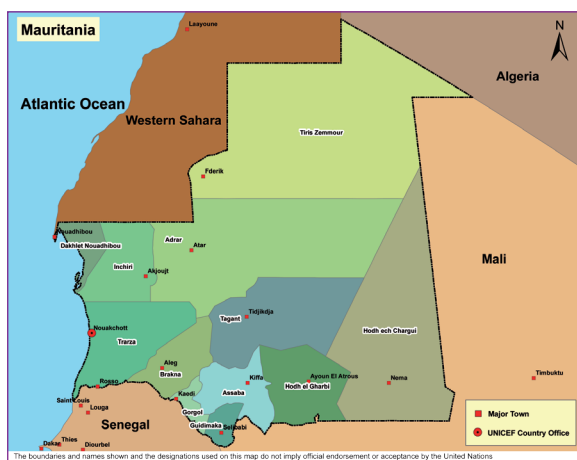 Mauritania
Laayoune
N
Algeria
Atlantic Ocean
Western Sahara
Tiris Zemmour
Fderik
Nouadhibou
Dakhlet Nouadhibou
Adrar
Atar
Inchiri
Akjoujt
Mali
Tagant
Tidjikdja
Nouakchott
Trarza
Hodh ech Chargui
Aleg
Brakna
Rosso
Kiffa
Assaba
Ayoun El Atrous
Hodh el Gharbi
Nema
Timbuktu
Kaedi
Saint Louis
Louga
Gorgol
Guidimaka
Selibabi
Senegal
Dakar
Thies
Diourbel
Major Town
UNICEF Country Office
The boundaries and names shown and the designations used on this map do not imply official endorsement or acceptance by the United Nations